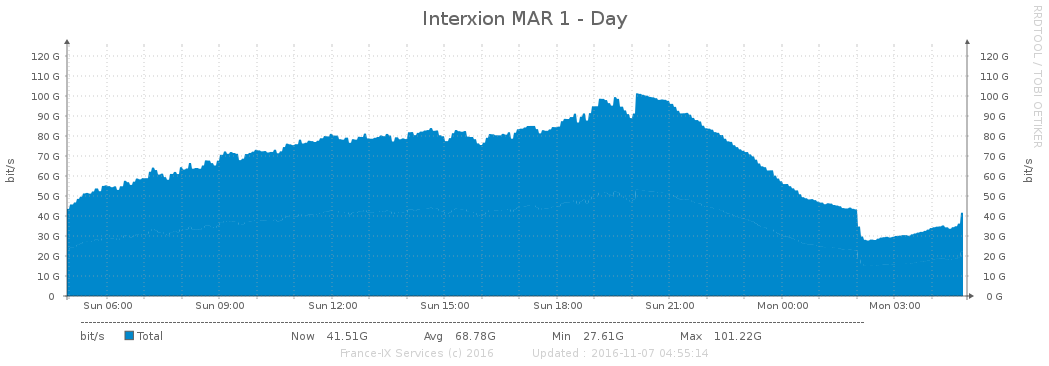 Interxion MAR 1 - Day
RRDTOOL / TOBI OETIKER
bit/s
120 G 120 G
110 G 110 G
100 G 100 G
90 G 90 G
80 G 80 G
70 G 70 G
60 G 60 G
50 G 50 G
40 G 40 G
30 G 30 G
20 G 20 G
10 G 10 G
0 0 G
bit/s
Sun 06:00 Sun 09:00 Sun 12:00 Sun 15:00 Sun 18:00 Sun 21:00 Mon 00:00 Mon 03:00
bit/s Total Now 41.51G Avg 68.78G Min 27.61G Max 101.22G
France-IX Services (c) 2016 Updated : 2016-11-07 04:55:14